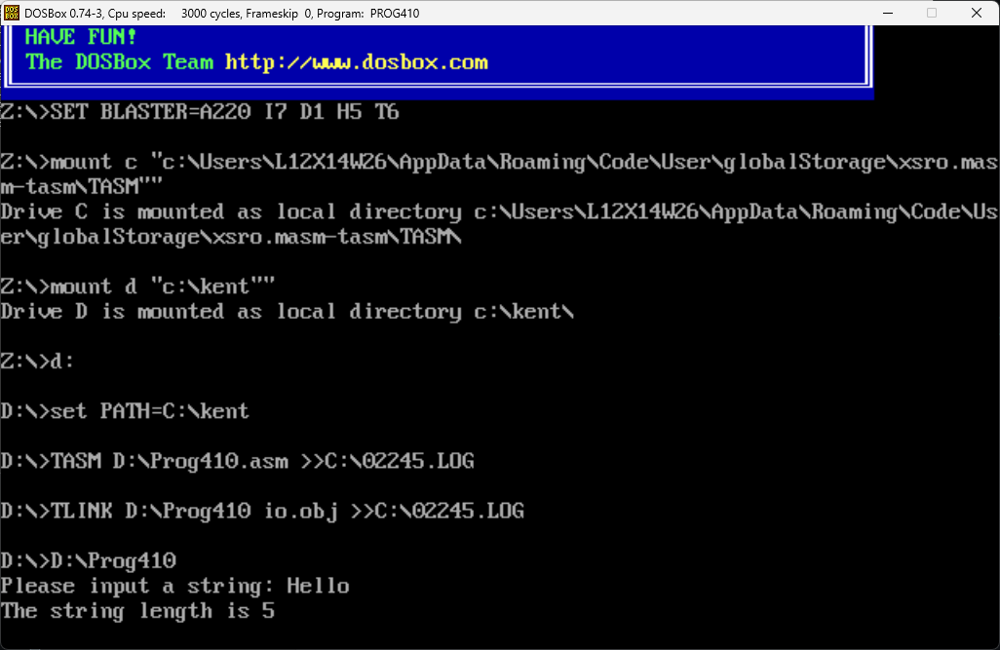 DOSBox 0.74-3, Cpu speed: 3000 cycles, Frameskip 0, Program: PROG410
HAVE FUN!
The DOSBox Team http://www.dosbox.com
Z:\>SET BLASTER=A220 I7 D1 H5 T6
Z:\>mount c "c:\Users\L12X14W26\AppData\Roaming\Code\User\globalStorage\xsro.mas
m-tasm\TASM""
Drive C is mounted as local directory c:\Users\L12X14W26\AppData\Roaming\Code\Us
er\globalStorage\xsro.masm-tasm\TASM\
Z:\>mount d "c:\kent""
Drive D is mounted as local directory c:\kent\
Z:\>d:
D:\>set PATH=C:\kent
D:\>TASM D:\Prog410.asm >>C:\02245.LOG
D:\>TLINK D:\Prog410 io.obj >>C:\02245.LOG
D:\>D:\Prog410
Please input a string: Hello
The string length is 5